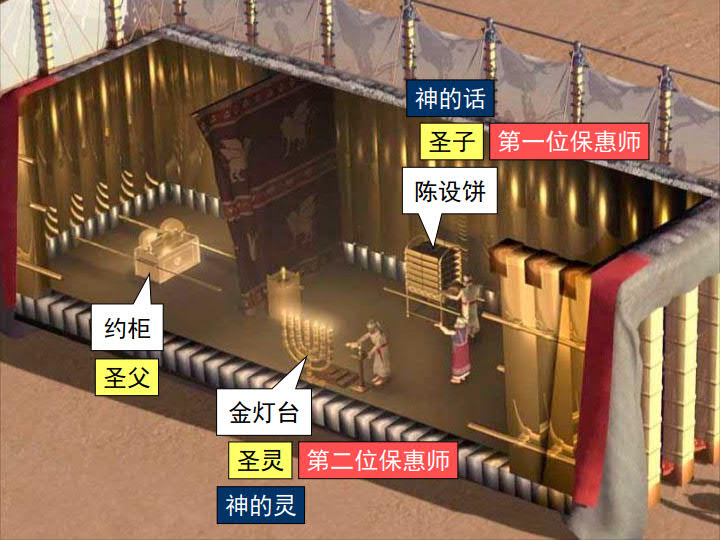 神的话
圣子 第一位保惠师
陈设饼
约柜
圣父
金灯台
圣灵 第二位保惠师
神的灵